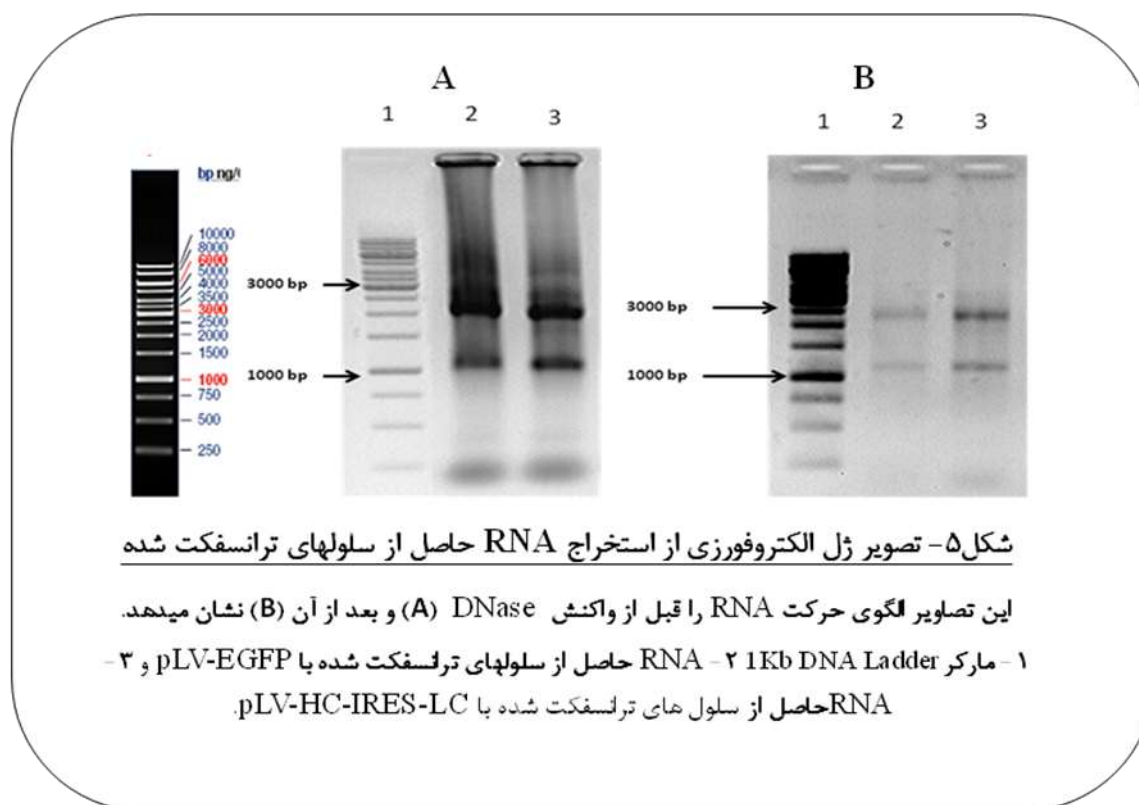 A
B
1 2 3
1 2 3
bp ng/
10000
8000
6000
5000
4000
3500
3000
2500
2000
1500
1000
750
500
250
3000 bp
1000 bp
3000 bp
1000 bp
شکل۵- تصویر ژل الکتروفورزی از استخراج RNA حاصل از سلولهای ترانسفکت شده
این تصاویر الگوی حرکت RNA را قبل از واکنش DNase (A) و بعد از آن (B) نشان میدهد.
۱- مارکر 1Kb DNA Ladder ۲- RNA حاصل از سلولهای ترانسفکت شده با pLV-EGFP و ۳-
RNAحاصل از سلول های ترانسفکت شده با pLV-HC-IRES-LC.